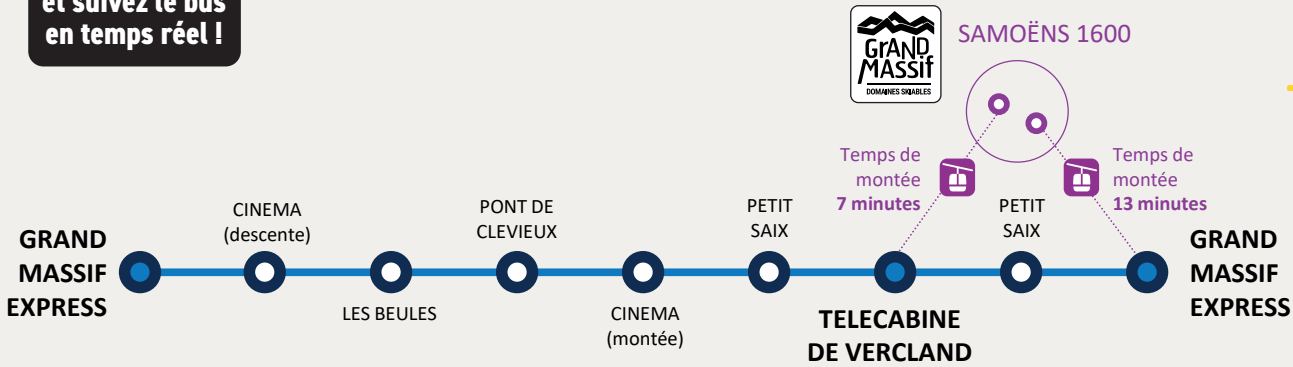 et suivez le bus
en temps réel !
GrAND
MASSif
DOMAINES SKIABLES
SAMOËNS 1600
Temps de
montée
7 minutes
Temps de
montée
13 minutes
GRAND
MASSIF
EXPRESS
CINEMA
(descente)
LES BEULES
PONT DE
CLEVIEUX
CINEMA
(montée)
PETIT
SAIX
TELECABINE
DE VERCLAND
PETIT
SAIX
GRAND
MASSIF
EXPRESS